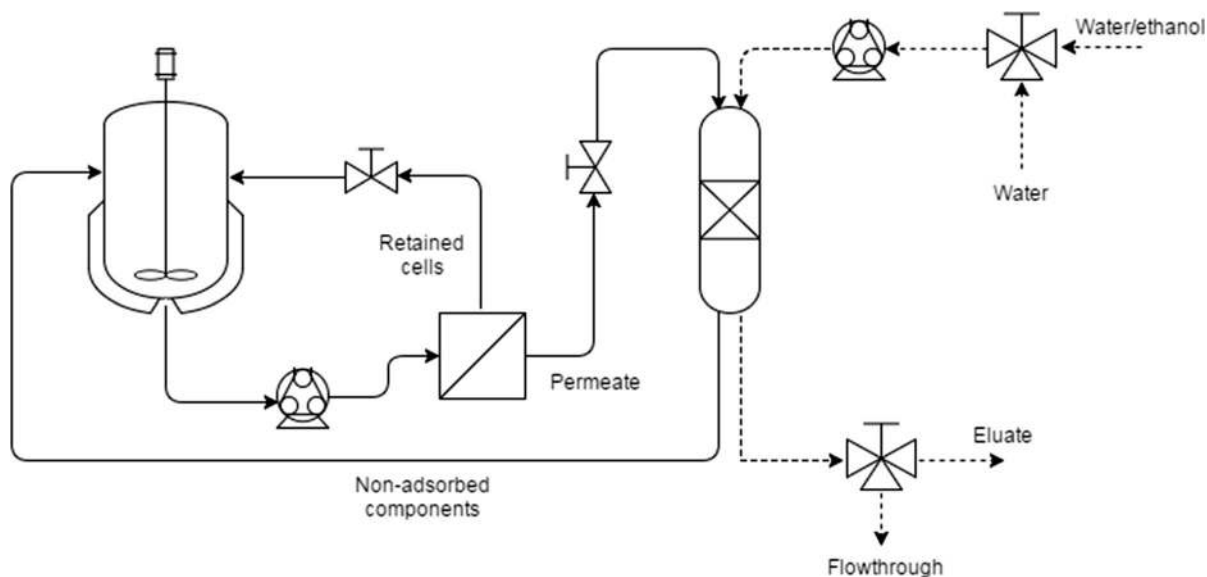 Water/ethanol
Water
Retained
cells
Permeate
Eluate
Non-adsorbed
components
Flowthrough